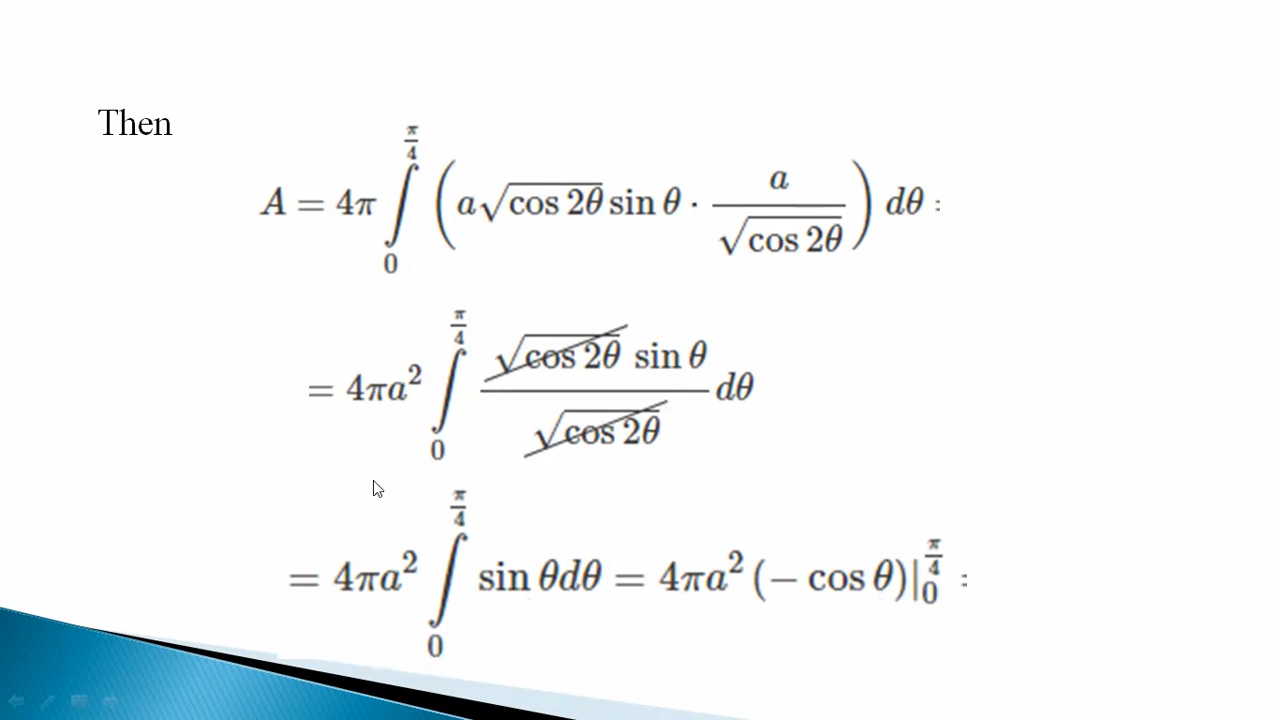 Then
A = 4π ∫₀^{π/4} (a√(cos 2θ) sin θ · a/√(cos 2θ)) dθ =
= 4πa² ∫₀^{π/4} (√(cos 2θ) sin θ)/√(cos 2θ) dθ
= 4πa² ∫₀^{π/4} sin θdθ = 4πa² (− cos θ)|₀^{π/4} =